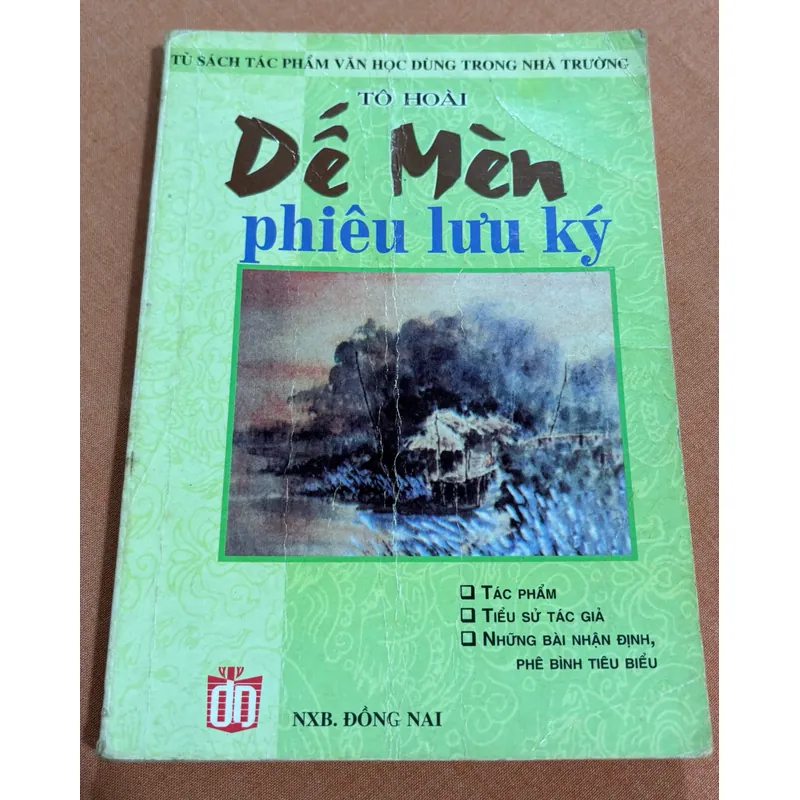 TỦ SÁCH TÁC PHẨM VĂN HỌC DÙNG TRONG NHÀ TRƯỜNG
TÔ HOÀI
Dế Mèn
phiêu lưu ký
TÁC PHẨM
TIỂU SỬ TÁC GIẢ
NHỮNG BÀI NHẬN ĐỊNH,
PHÊ BÌNH TIÊU BIỂU
ĐN
NXB. ĐỒNG NAI